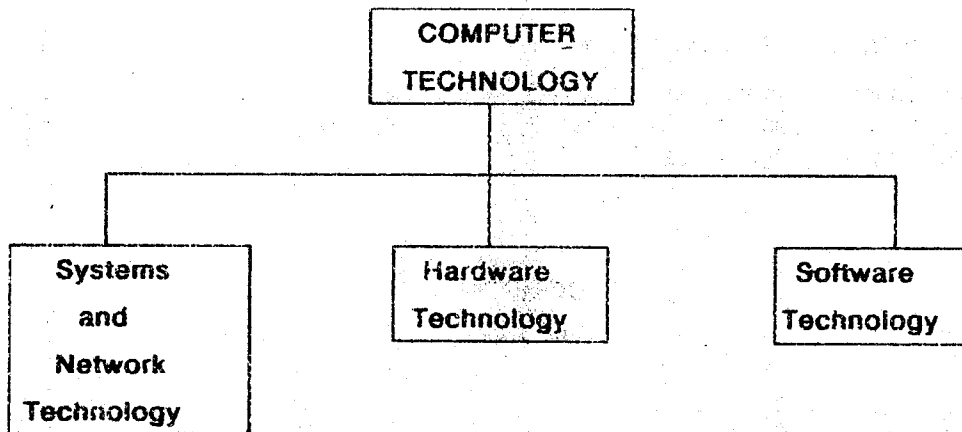 COMPUTER
TECHNOLOGY
Systems
and
Network
Technology
Hardware
Technology
Software
Technology